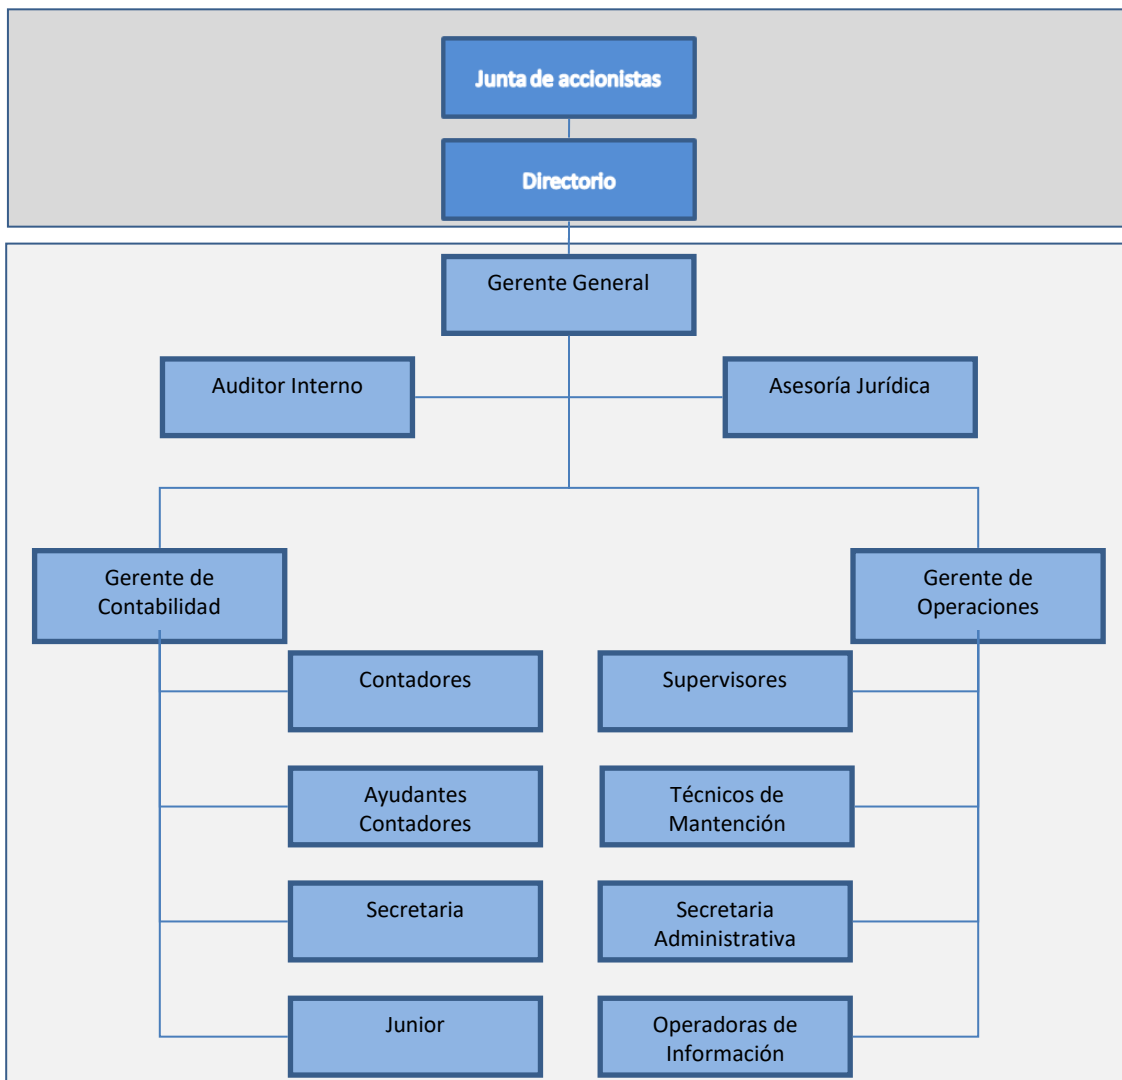 Junta de accionistas
Directorio
Gerente General
Auditor Interno
Asesoría Jurídica
Gerente de
Contabilidad
Gerente de
Operaciones
Contadores
Supervisores
Ayudantes
Contadores
Técnicos de
Mantención
Secretaria
Secretaria
Administrativa
Junior
Operadoras de
Información